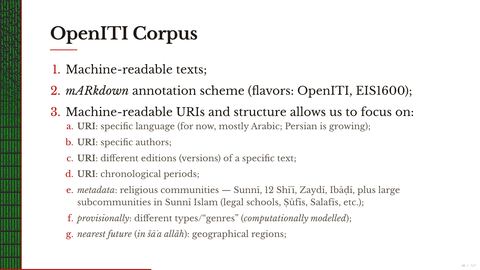 OpenITI Corpus
1. Machine-readable texts;
2. mARkdown annotation scheme (flavors: OpenITI, EIS1600);
3. Machine-readable URIs and structure allows us to focus on:
a. URI: specific language (for now, mostly Arabic; Persian is growing);
b. URI: specific authors;
c. URI: different editions (versions) of a specific text;
d. URI: chronological periods;
e. metadata: religious communities — Sunnī, 12 Shīʿī, Zaydī, Ibāḍī, plus large
subcommunities in Sunni Islam (legal schools, Ṣūfīs, Salafīs, etc.);
f. provisionally: different types/“genres” (computationally modelled);
g. nearest future (in šāʾa allāh): geographical regions;